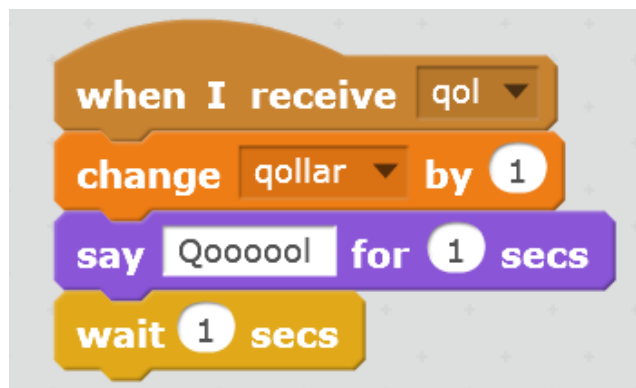 when I receive qol
change qollar by 1
say Qoooool for 1 secs
wait 1 secs